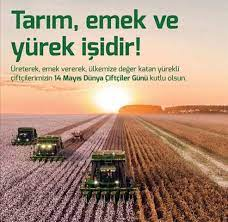 Tarım, emek ve
yürek işidir!
Üreterek, emek vererek, ülkemize değer katan yürekli
çiftçilerimizin 14 Mayıs Dünya Çiftçiler Günü kutlu olsun.